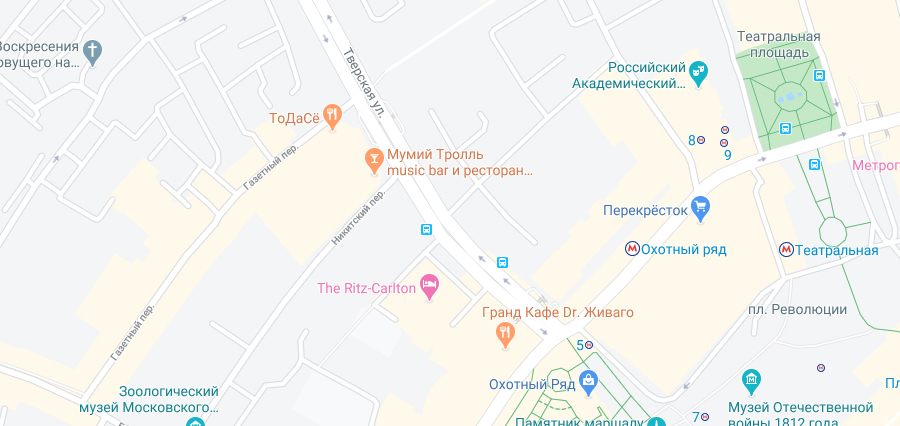 Театральная
площадь
Воскресения
ловущего на...
Российский
Академический...
Тверская ул.
ТоДаСё
8
9
Газетный пер.
Мумий Тролль
music bar и ресторан...
Метроп
Никитский пер.
Перекрёсток
Охотный ряд
Театральная
The Ritz-Carlton
Гранд Кафе Dr. Живаго
пл. Революции
Газетный пер.
5
Охотный Ряд
Зоологический
музей Московского...
Музей Отечественной
войны 1812 года
7
Памятник маршалу